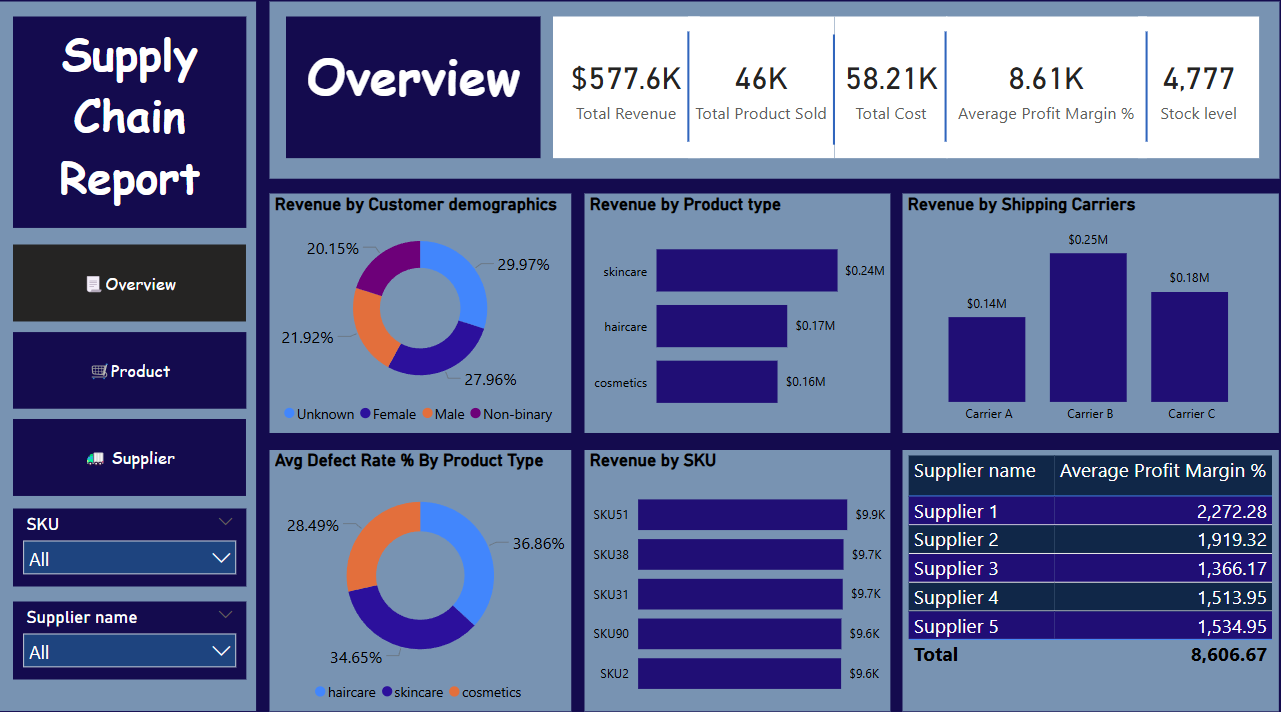 Supply
Chain
Report
Overview
Product
Supplier
SKU
All
Supplier name
All
Overview
$577.6K
Total Revenue
46K
Total Product Sold
58.21K
Total Cost
8.61K
Average Profit Margin %
4,777
Stock level
Revenue by Customer demographics
20.15%
29.97%
21.92%
27.96%
Unknown Female Male Non-binary
Revenue by Product type
skincare $0.24M
haircare $0.17M
cosmetics $0.16M
Revenue by Shipping Carriers
$0.14M
$0.25M
$0.18M
Carrier A Carrier B Carrier C
Avg Defect Rate % By Product Type
28.49%
36.86%
34.65%
haircare skincare cosmetics
Revenue by SKU
SKU51 $9.9K
SKU38 $9.7K
SKU31 $9.7K
SKU90 $9.6K
SKU2 $9.6K
Supplier name Average Profit Margin %
Supplier 1 2,272.28
Supplier 2 1,919.32
Supplier 3 1,366.17
Supplier 4 1,513.95
Supplier 5 1,534.95
Total 8,606.67